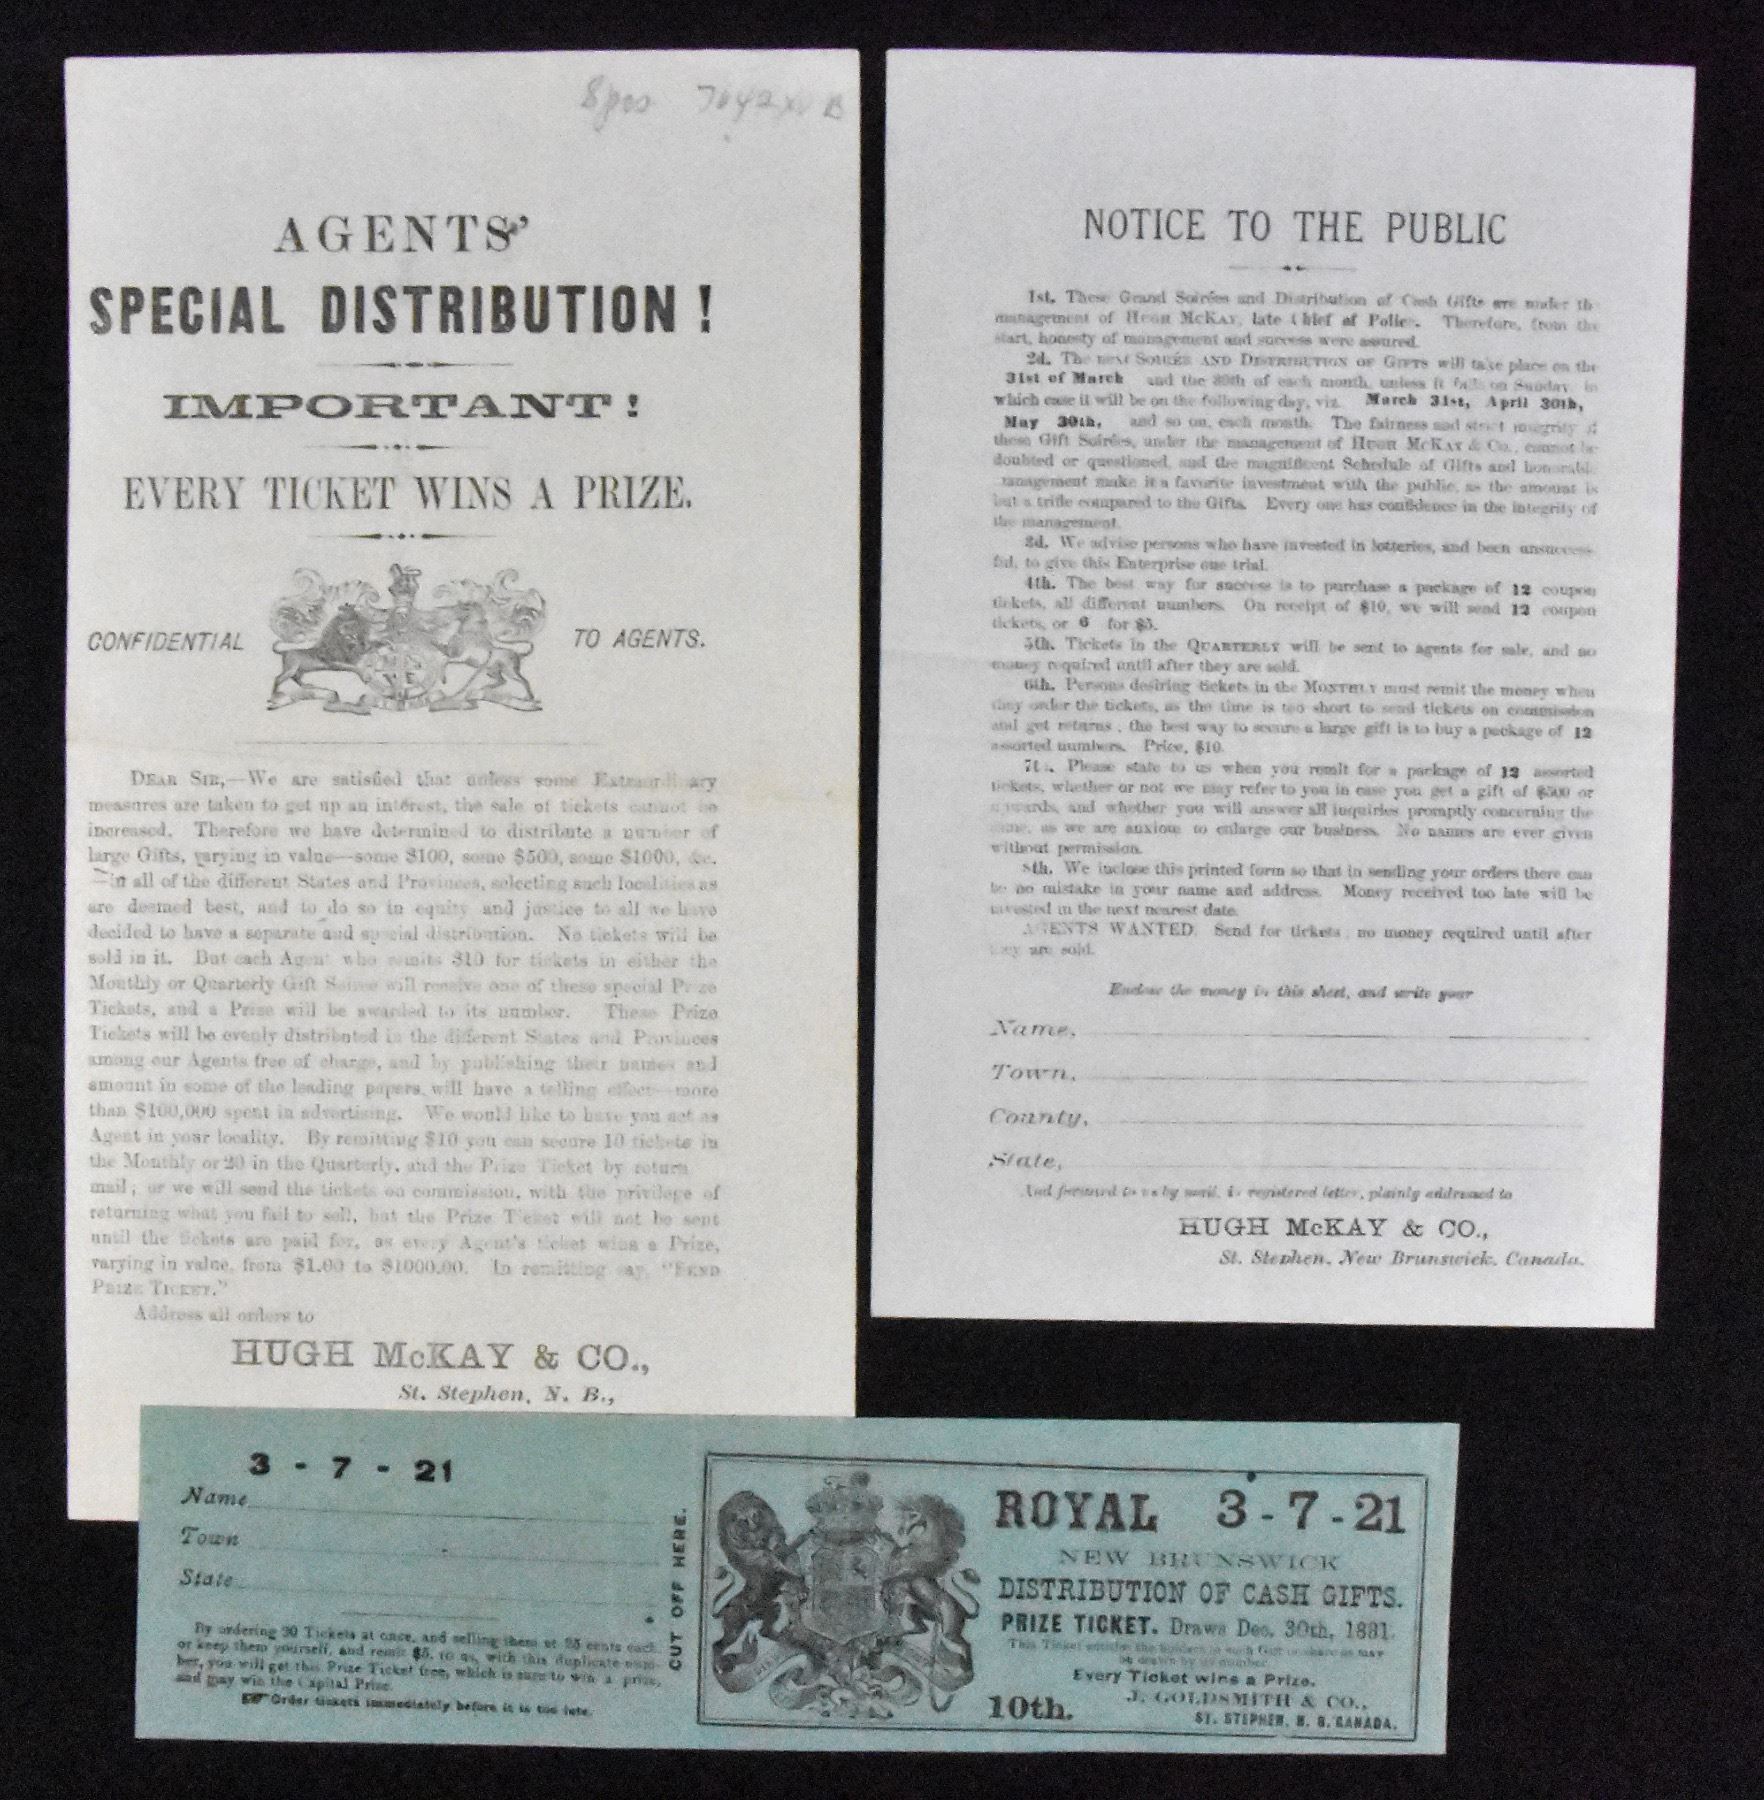 AGENTS'
SPECIAL DISTRIBUTION!
IMPORTANT!
EVERY TICKET WINS A PRIZE.
CONFIDENTIAL TO AGENTS.
DEAR SIR,—We are satisfied that unless some Extraordinary
measures are taken to get up an interest, the sale of tickets cannot be
increased. Therefore we have determined to distribute a number of
large Gifts, varying in value—some $100, some $500, some $1000, &c.
—in all of the different States and Provinces, selecting such localities as
are deemed best, and to do so in equity and justice to all we have
decided to have a separate and special distribution. No tickets will be
sold in it. But each Agent who remits $10 for tickets in either the
Monthly or Quarterly Gift Soiree will receive one of these special Prize
Tickets, and a Prize will be awarded to its number. These Prize
Tickets will be evenly distributed in the different States and Provinces
among our Agents free of charge, and by publishing their names and
amount in some of the leading papers, will have a telling effect—more
than $100,000 spent in advertising. We would like to have you act as
Agent in your locality. By remitting $10 you can secure 10 tickets in
the Monthly or 20 in the Quarterly, and the Prize Ticket by return
mail; or we will send the tickets on commission, with the privilege of
returning what you fail to sell, but the Prize Ticket will not be sent
until the tickets are paid for, as every Agent's ticket wins a Prize,
varying in value, from $1.00 to $1000.00. In remitting say, "SEND
PRIZE TICKET."
Address all orders to
HUGH McKAY & CO.,
St. Stephen, N. B.,
NOTICE TO THE PUBLIC
1st. These Grand Soirées and Distribution of Cash Gifts are under th
management of HUGH McKAY, late Chief of Police. Therefore, from the
start, honesty of management and success were assured.
2d. The next SOIRÉE AND DISTRIBUTION OF GIFTS will take place on the
31st of March and the 30th of each month, unless it falls on Sunday, in
which case it will be on the following day, viz. March 31st, April 30th,
May 30th, and so on, each month. The fairness and strict integrity of
these Gift Soirées, under the management of HUGH McKAY & Co., cannot be
doubted or questioned, and the magnificent Schedule of Gifts and honorable
management make it a favorite investment with the public, as the amount is
but a trifle compared to the Gifts. Every one has confidence in the integrity of
the management.
3d. We advise persons who have invested in lotteries, and been unsuccess-
ful, to give this Enterprise one trial.
4th. The best way for success is to purchase a package of 12 coupon
tickets, all different numbers. On receipt of $10, we will send 12 coupon
tickets, or 6 for $5.
5th. Tickets in the QUARTERLY will be sent to agents for sale, and no
money required until after they are sold.
6th. Persons desiring tickets in the MONTHLY must remit the money when
they order the tickets, as the time is too short to send tickets on commission
and get returns; the best way to secure a large gift is to buy a package of 12
assorted numbers. Price, $10.
7th. Please state to us when you remit for a package of 12 assorted
tickets, whether or not we may refer to you in case you get a gift of $500 or
upwards, and whether you will answer all inquiries promptly concerning the
same, as we are anxious to enlarge our business. No names are ever given
without permission.
8th. We inclose this printed form so that in sending your orders there can
be no mistake in your name and address. Money received too late will be
invested in the next nearest date.
AGENTS WANTED. Send for tickets; no money required until after
they are sold.
Enclose the money in this sheet, and write your
Name,
Town,
County,
State,
And forward to us by mail, in registered letter, plainly addressed to
HUGH McKAY & CO.,
St. Stephen, New Brunswick, Canada.
3 - 7 - 21
Name
Town
State
By ordering 20 Tickets at once, and selling them at 25 cents each
or keep them yourself, and remit $5. to us, with this duplicate num-
ber, you will get this Prize Ticket free, which is sure to win a prize,
and may win the Capital Prize.
Order tickets immediately before it is too late.
CUT OFF HERE.
ROYAL 3-7-21
NEW BRUNSWICK
DISTRIBUTION OF CASH GIFTS.
PRIZE TICKET. Draws Dec. 30th, 1881.
This Ticket entitles the holder to such Gift or share as may
be drawn by its number.
Every Ticket wins a Prize.
10th. J. GOLDSMITH & CO.,
ST. STEPHEN, N. B. CANADA.